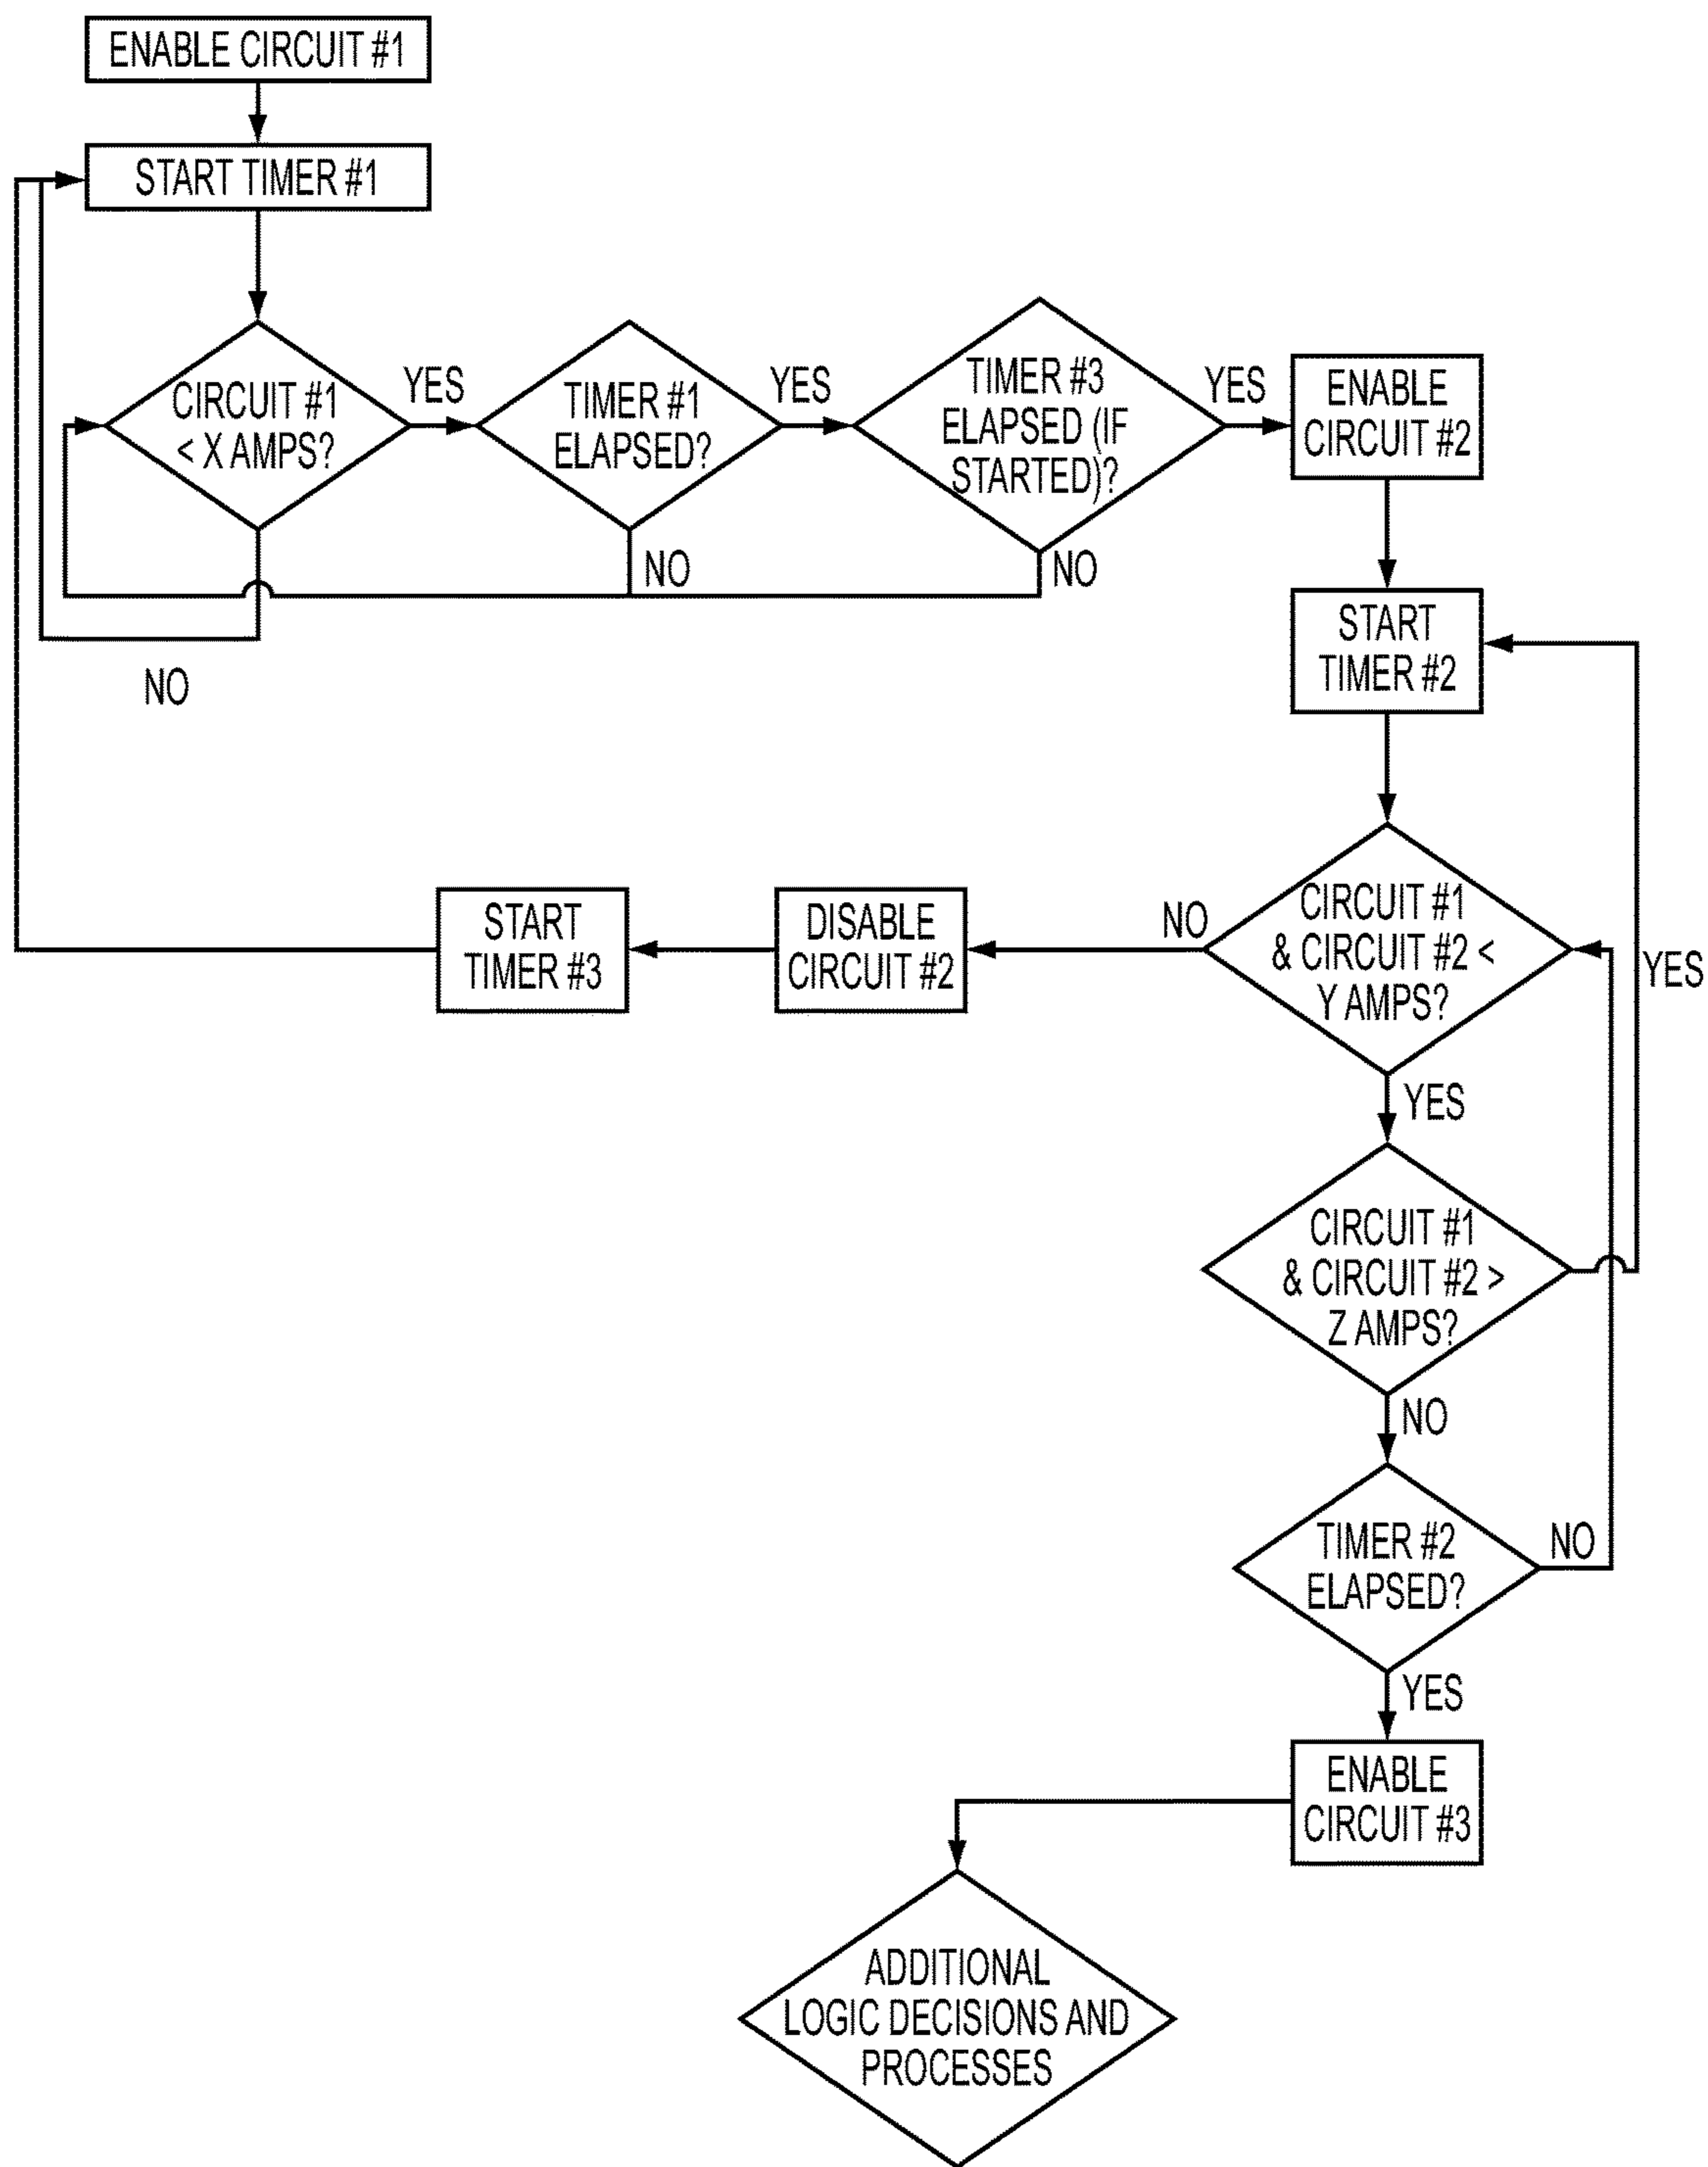 ENABLE CIRCUIT #1
START TIMER #1
CIRCUIT #1
< X AMPS?
YES
TIMER #1
ELAPSED?
YES
TIMER #3
ELAPSED (IF
STARTED)?
YES
ENABLE
CIRCUIT #2
NO
NO
NO
START
TIMER #2
CIRCUIT #1
& CIRCUIT #2 <
Y AMPS?
NO
DISABLE
CIRCUIT #2
START
TIMER #3
YES
YES
CIRCUIT #1
& CIRCUIT #2 >
Z AMPS?
NO
TIMER #2
ELAPSED?
NO
YES
ENABLE
CIRCUIT #3
ADDITIONAL
LOGIC DECISIONS AND
PROCESSES